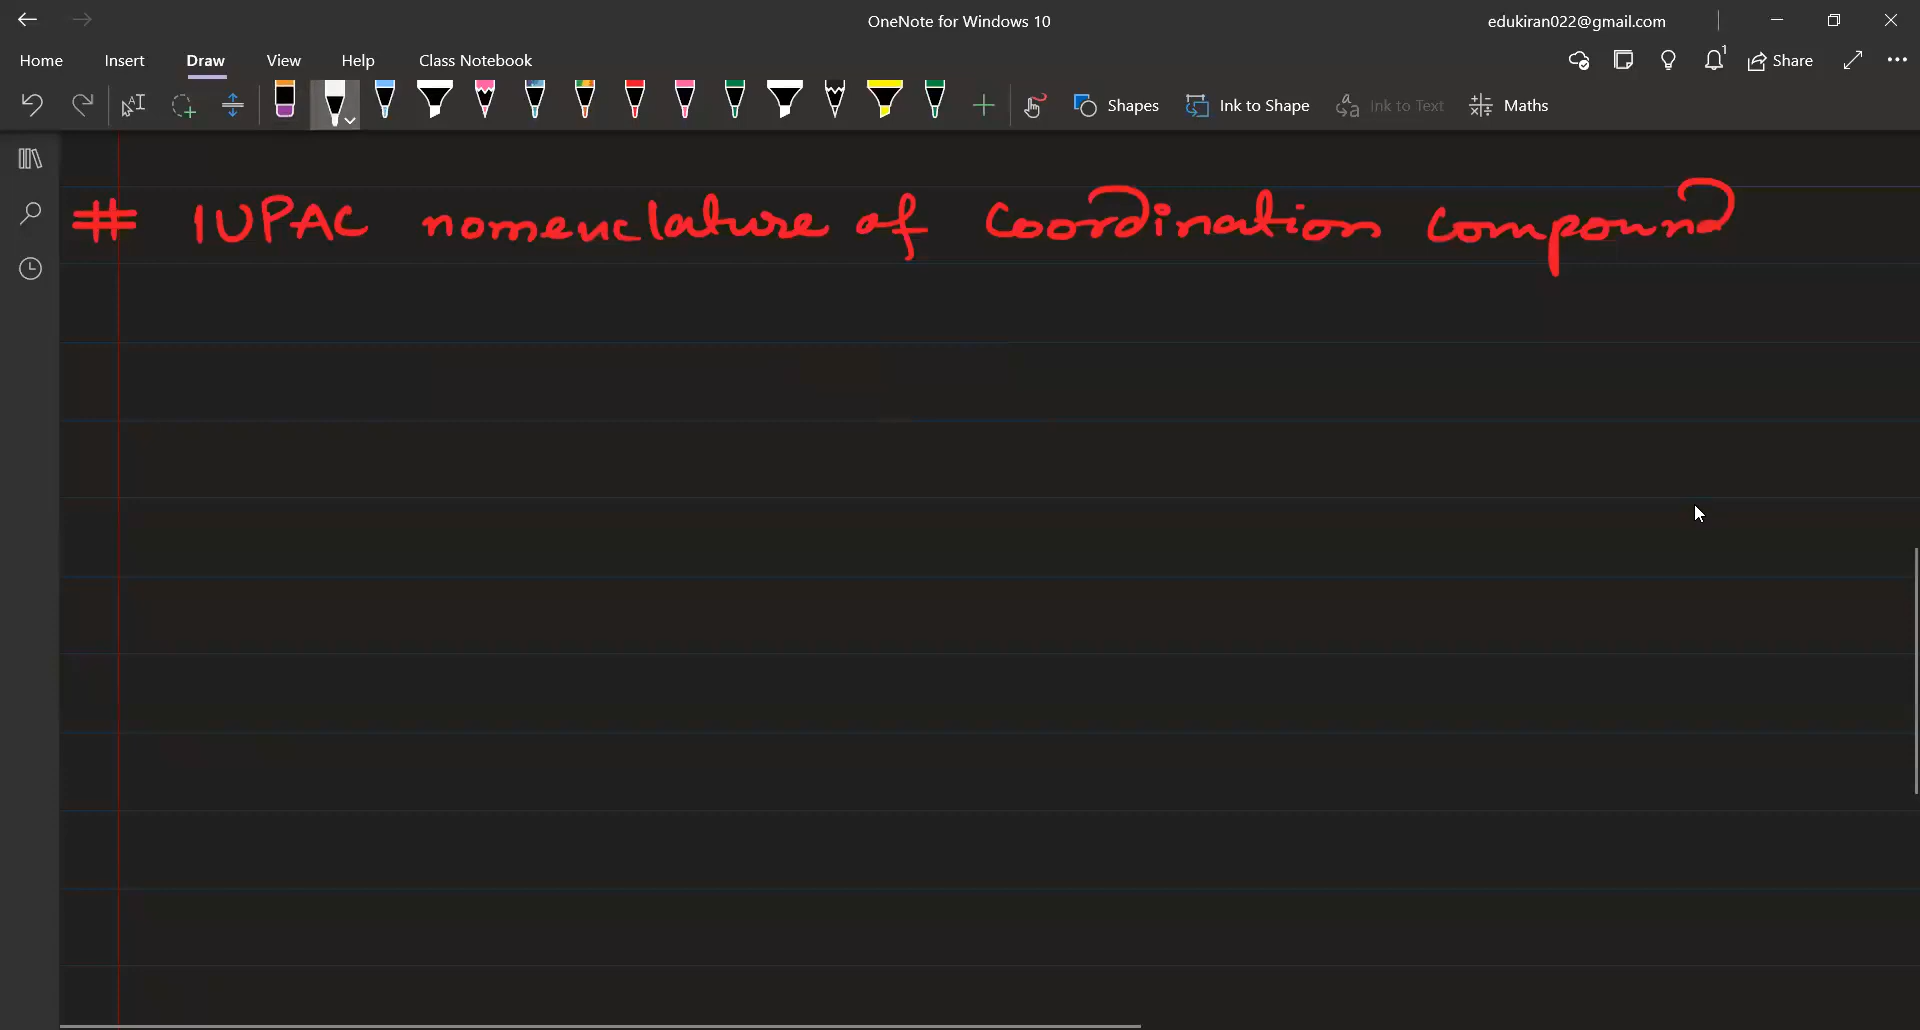 OneNote for Windows 10
edukiran022@gmail.com
Home Insert Draw View Help Class Notebook
1
Share
Shapes Ink to Shape Ink to Text Maths
# IUPAC nomenclature of Coordination Compound